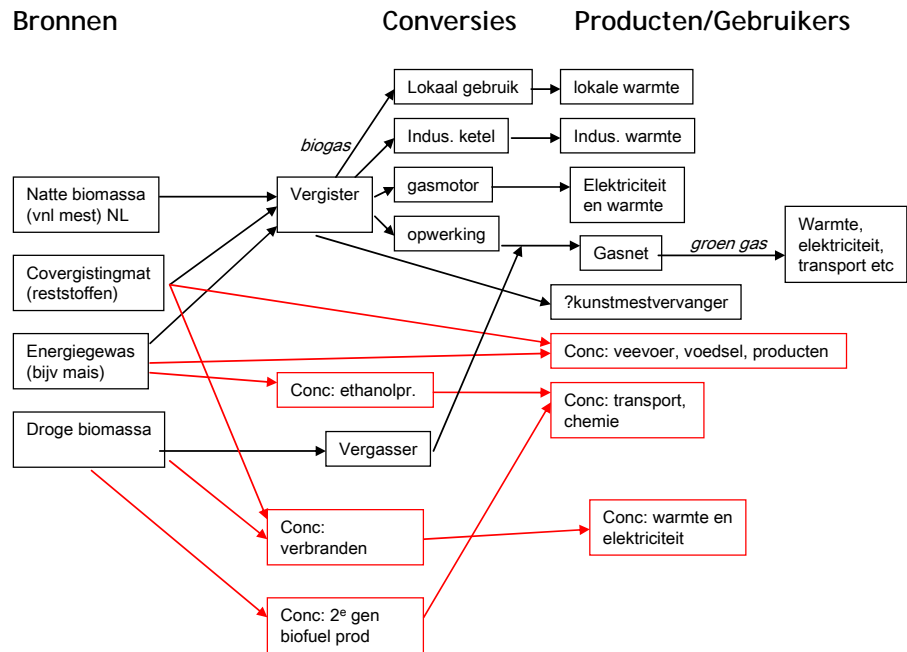 Bronnen
Conversies
Producten/Gebruikers
Lokaal gebruik
lokale warmte
biogas
Indus. ketel
Indus. warmte
Natte biomassa
(vnl mest) NL
Vergister
gasmotor
Elektriciteit
en warmte
opwerking
Gasnet
groen gas
Warmte,
elektriciteit,
transport etc
Covergistingmat
(reststoffen)
?kunstmestvervanger
Energiegewas
(bijv mais)
Conc: veevoer, voedsel, producten
Conc: ethanolpr.
Conc: transport,
chemie
Droge biomassa
Vergasser
Conc:
verbranden
Conc: warmte en
elektriciteit
Conc: 2e gen
biofuel prod